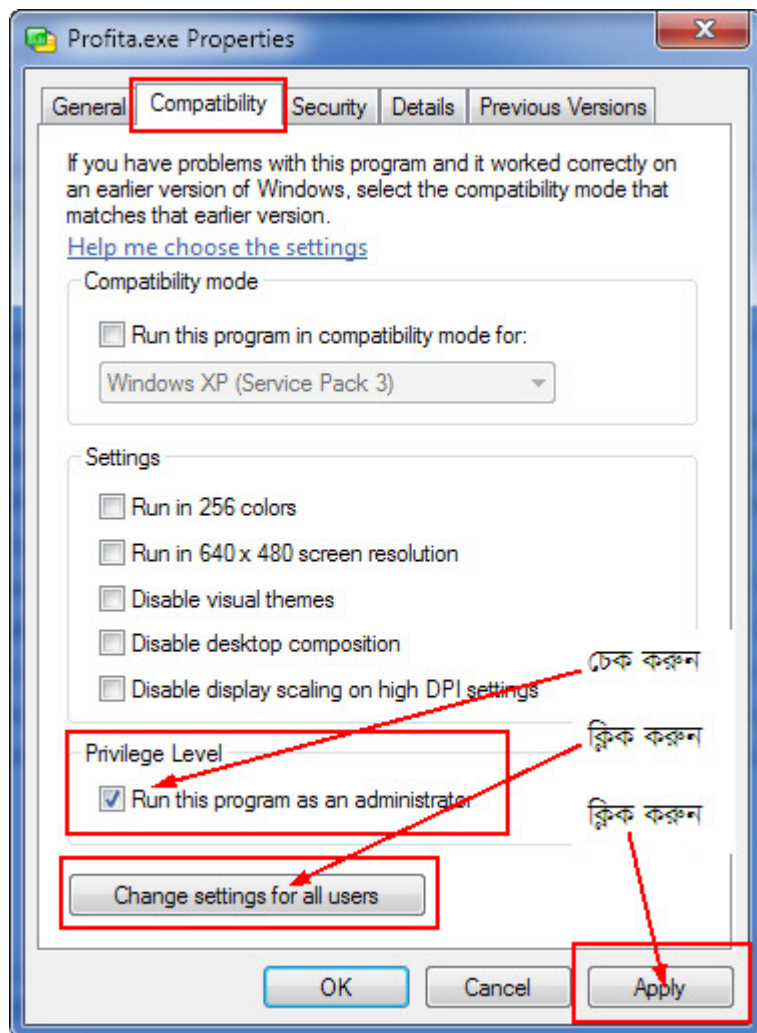 Profita.exe Properties
General Compatibility Security Details Previous Versions
If you have problems with this program and it worked correctly on
an earlier version of Windows, select the compatibility mode that
matches that earlier version.
Help me choose the settings
Compatibility mode
Run this program in compatibility mode for:
Windows XP (Service Pack 3)
Settings
Run in 256 colors
Run in 640 x 480 screen resolution
Disable visual themes
Disable desktop composition
চেক করুন
Disable display scaling on high DPI settings
ক্লিক করুন
Privilege Level
Run this program as an administrator
ক্লিক করুন
Change settings for all users
OK Cancel Apply